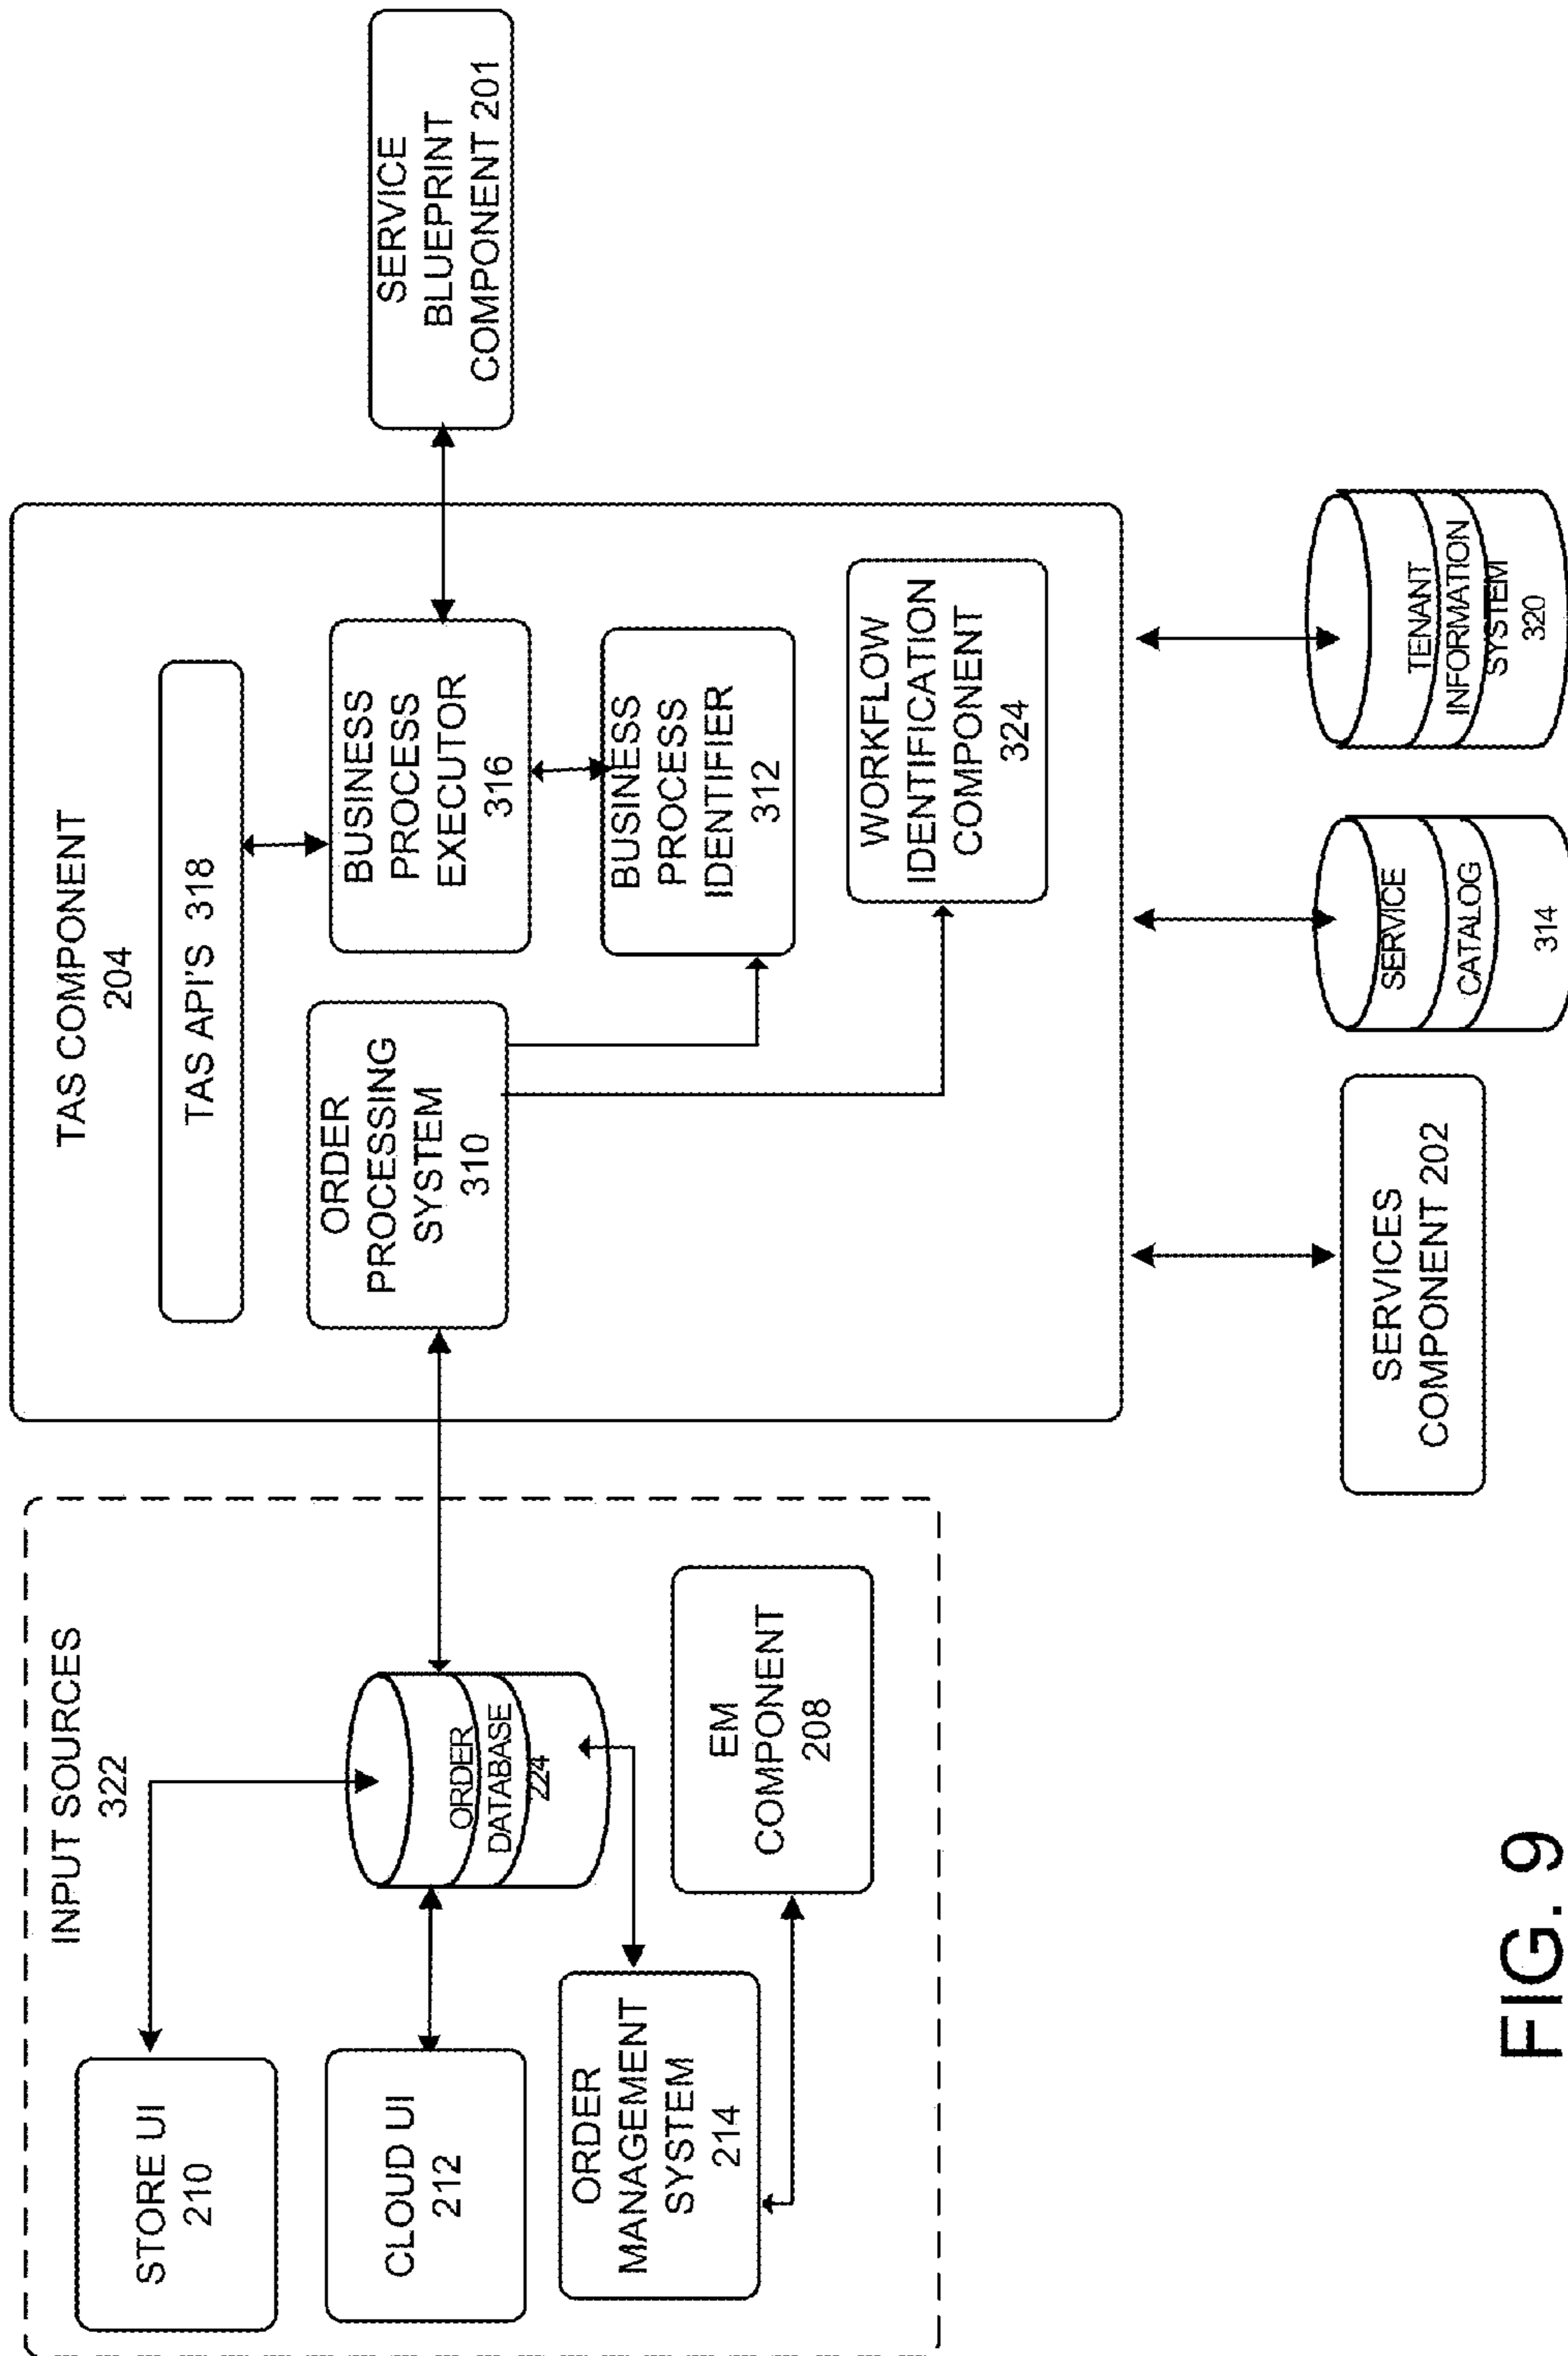 INPUT SOURCES
322
STORE UI
210
CLOUD UI
212
ORDER
MANAGEMENT
SYSTEM
214
ORDER
DATABASE
224
EM
COMPONENT
208
TAS COMPONENT
204
TAS API'S 318
ORDER
PROCESSING
SYSTEM
310
BUSINESS
PROCESS
EXECUTOR
316
BUSINESS
PROCESS
IDENTIFIER
312
WORKFLOW
IDENTIFICATION
COMPONENT
324
SERVICE
BLUEPRINT
COMPONENT 201
SERVICES
COMPONENT 202
SERVICE
CATALOG
314
TENANT
INFORMATION
SYSTEM
320
FIG. 9